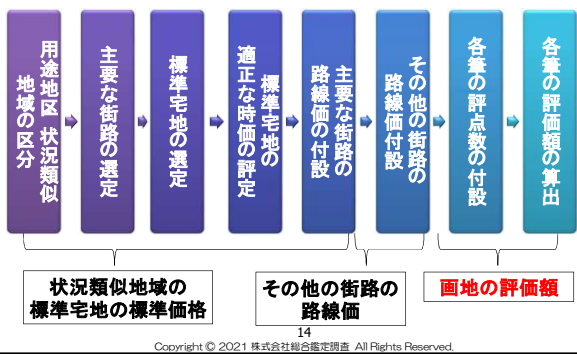 用途地区 状況類似
地域の区分
主要な街路の選定
標準宅地の選定
標準宅地の
適正な時価の評定
主要な街路の
路線価の付設
その他の街路の
路線価付設
各筆の評点数の付設
各筆の評価額の算出
状況類似地域の
標準宅地の標準価格
その他の街路の
路線価
画地の評価額
14
Copyright © 2021 株式会社総合鑑定調査 All Rights Reserved.